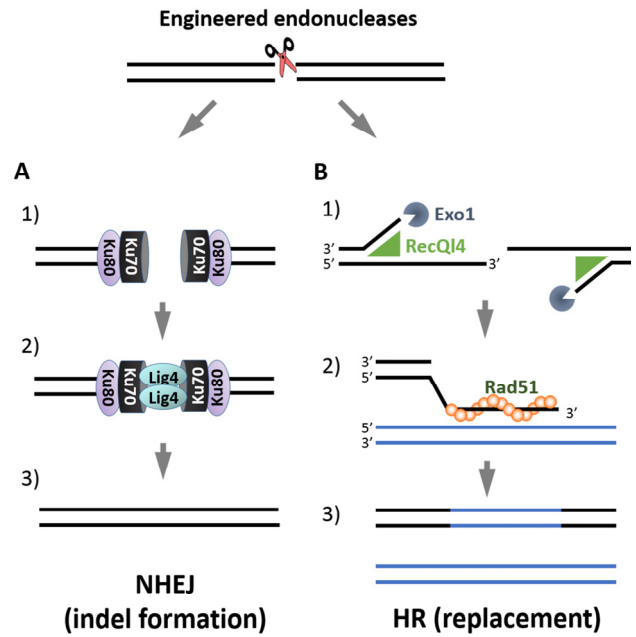 Engineered endonucleases
A
1)
Ku80
Ku70
Ku70
Ku80
2)
Ku80
Ku70
Lig4
Lig4
Ku70
Ku80
3)
NHEJ
(indel formation)
B
1)
Exo1
RecQl4
3′
5′
3′
2)
3′
5′
Rad51
3′
5′
3′
3)
HR (replacement)